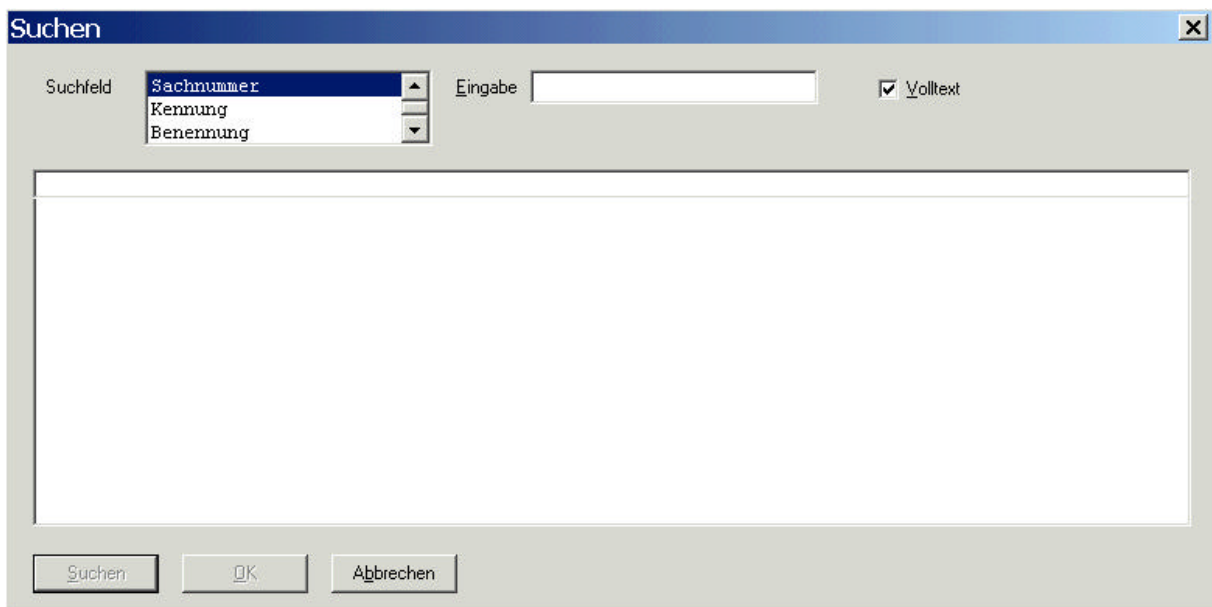 Suchen
Suchfeld
Sachnummer
Kennung
Benennung
Eingabe
Volltext
Suchen
OK
Abbrechen